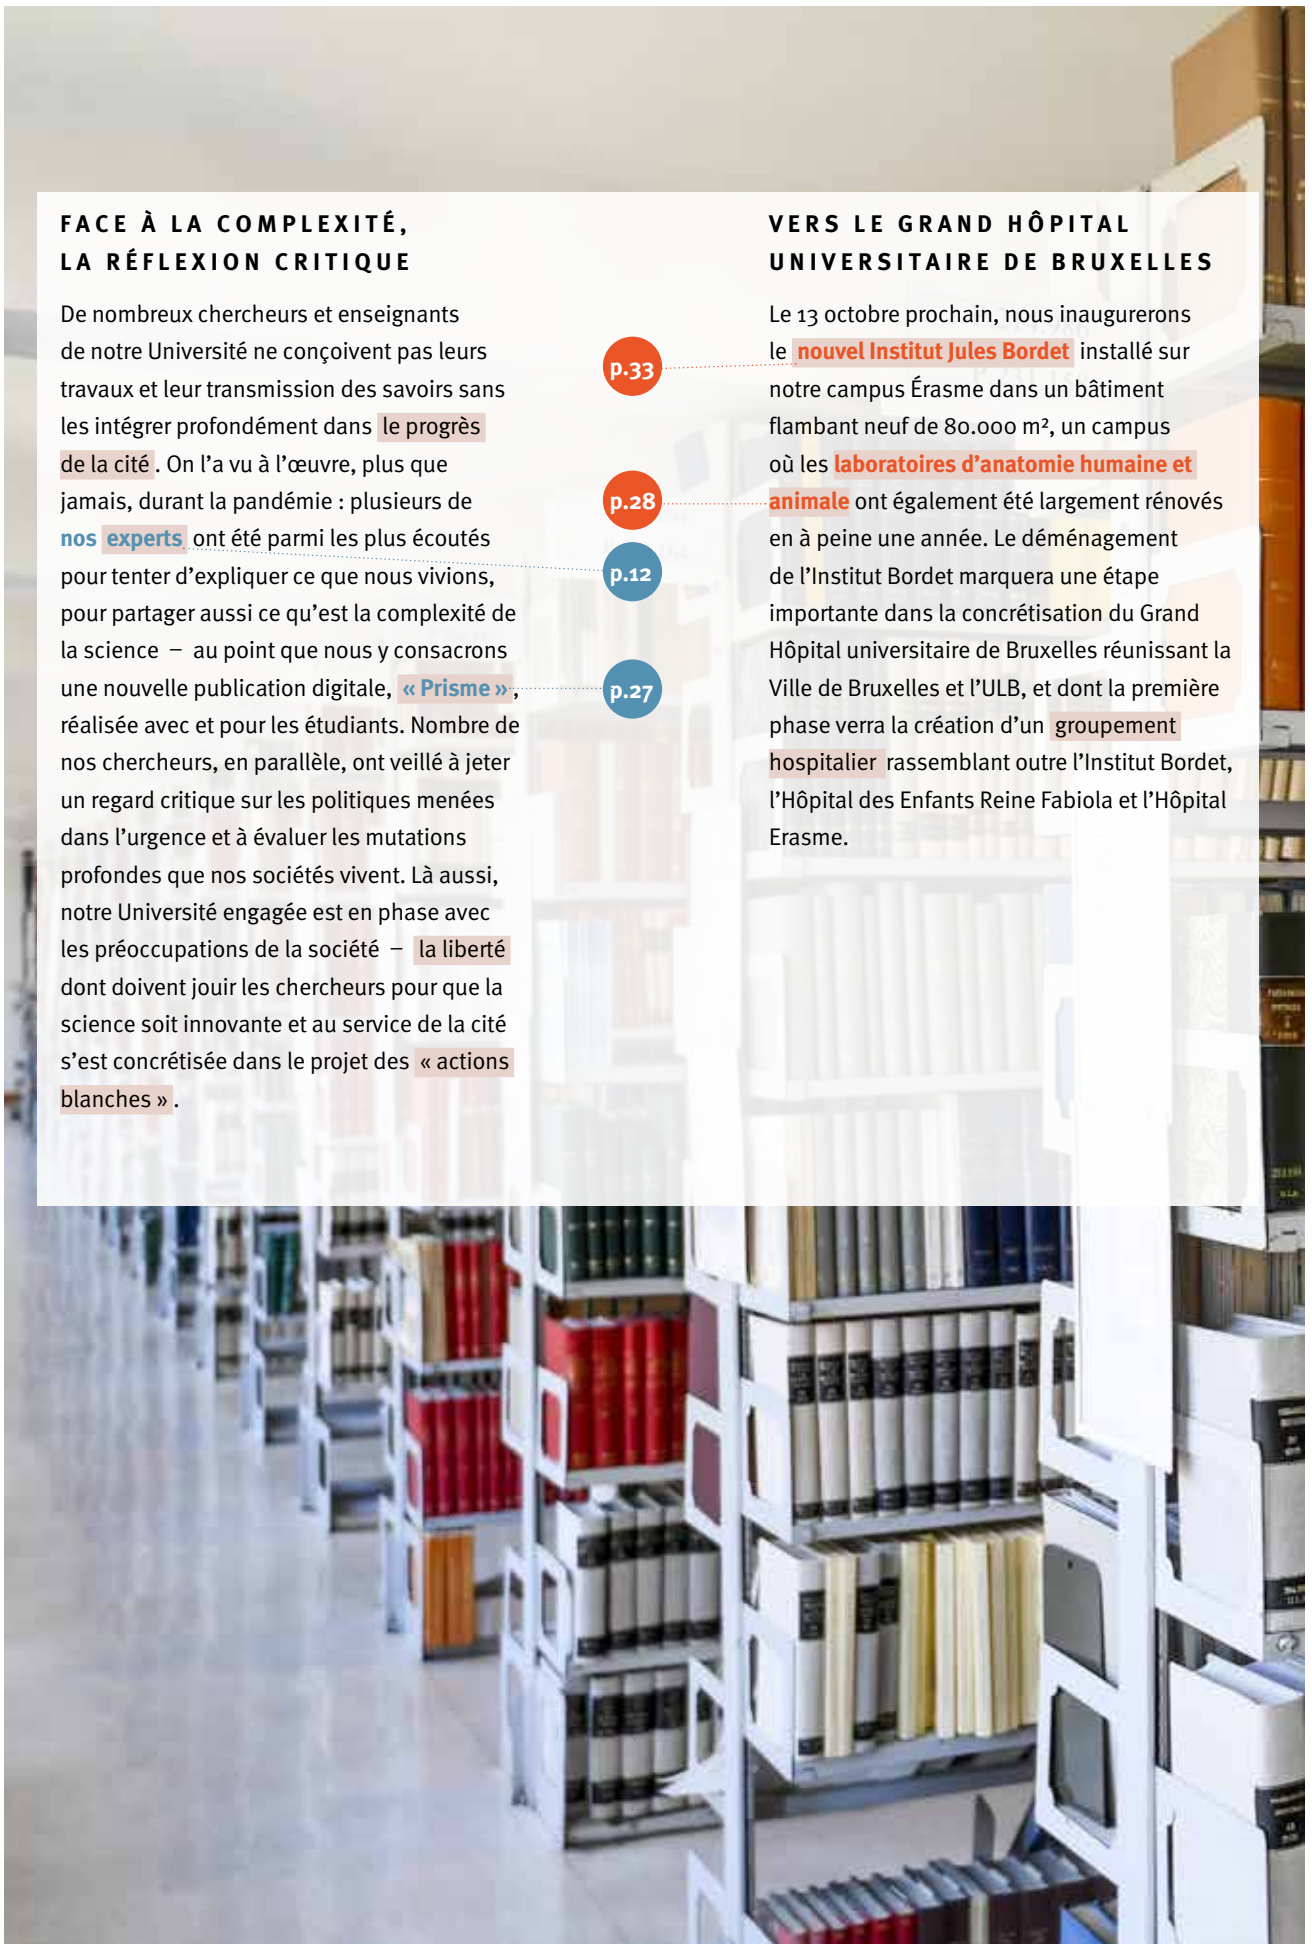 FACE À LA COMPLEXITÉ,
LA RÉFLEXION CRITIQUE
De nombreux chercheurs et enseignants
de notre Université ne conçoivent pas leurs
travaux et leur transmission des savoirs sans
les intégrer profondément dans le progrès
de la cité . On l’a vu à l’œuvre, plus que
jamais, durant la pandémie : plusieurs de
nos experts ont été parmi les plus écoutés
pour tenter d’expliquer ce que nous vivions,
pour partager aussi ce qu’est la complexité de
la science – au point que nous y consacrons
une nouvelle publication digitale, « Prisme » ,
réalisée avec et pour les étudiants. Nombre de
nos chercheurs, en parallèle, ont veillé à jeter
un regard critique sur les politiques menées
dans l’urgence et à évaluer les mutations
profondes que nos sociétés vivent. Là aussi,
notre Université engagée est en phase avec
les préoccupations de la société – la liberté
dont doivent jouir les chercheurs pour que la
science soit innovante et au service de la cité
s’est concrétisée dans le projet des « actions
blanches » .
p.33
p.28
p.12
p.27
VERS LE GRAND HÔPITAL
UNIVERSITAIRE DE BRUXELLES
Le 13 octobre prochain, nous inaugurerons
le nouvel Institut Jules Bordet installé sur
notre campus Érasme dans un bâtiment
flambant neuf de 80.000 m², un campus
où les laboratoires d’anatomie humaine et
animale ont également été largement rénovés
en à peine une année. Le déménagement
de l’Institut Bordet marquera une étape
importante dans la concrétisation du Grand
Hôpital universitaire de Bruxelles réunissant la
Ville de Bruxelles et l’ULB, et dont la première
phase verra la création d’un groupement
hospitalier rassemblant outre l’Institut Bordet,
l’Hôpital des Enfants Reine Fabiola et l’Hôpital
Erasme.